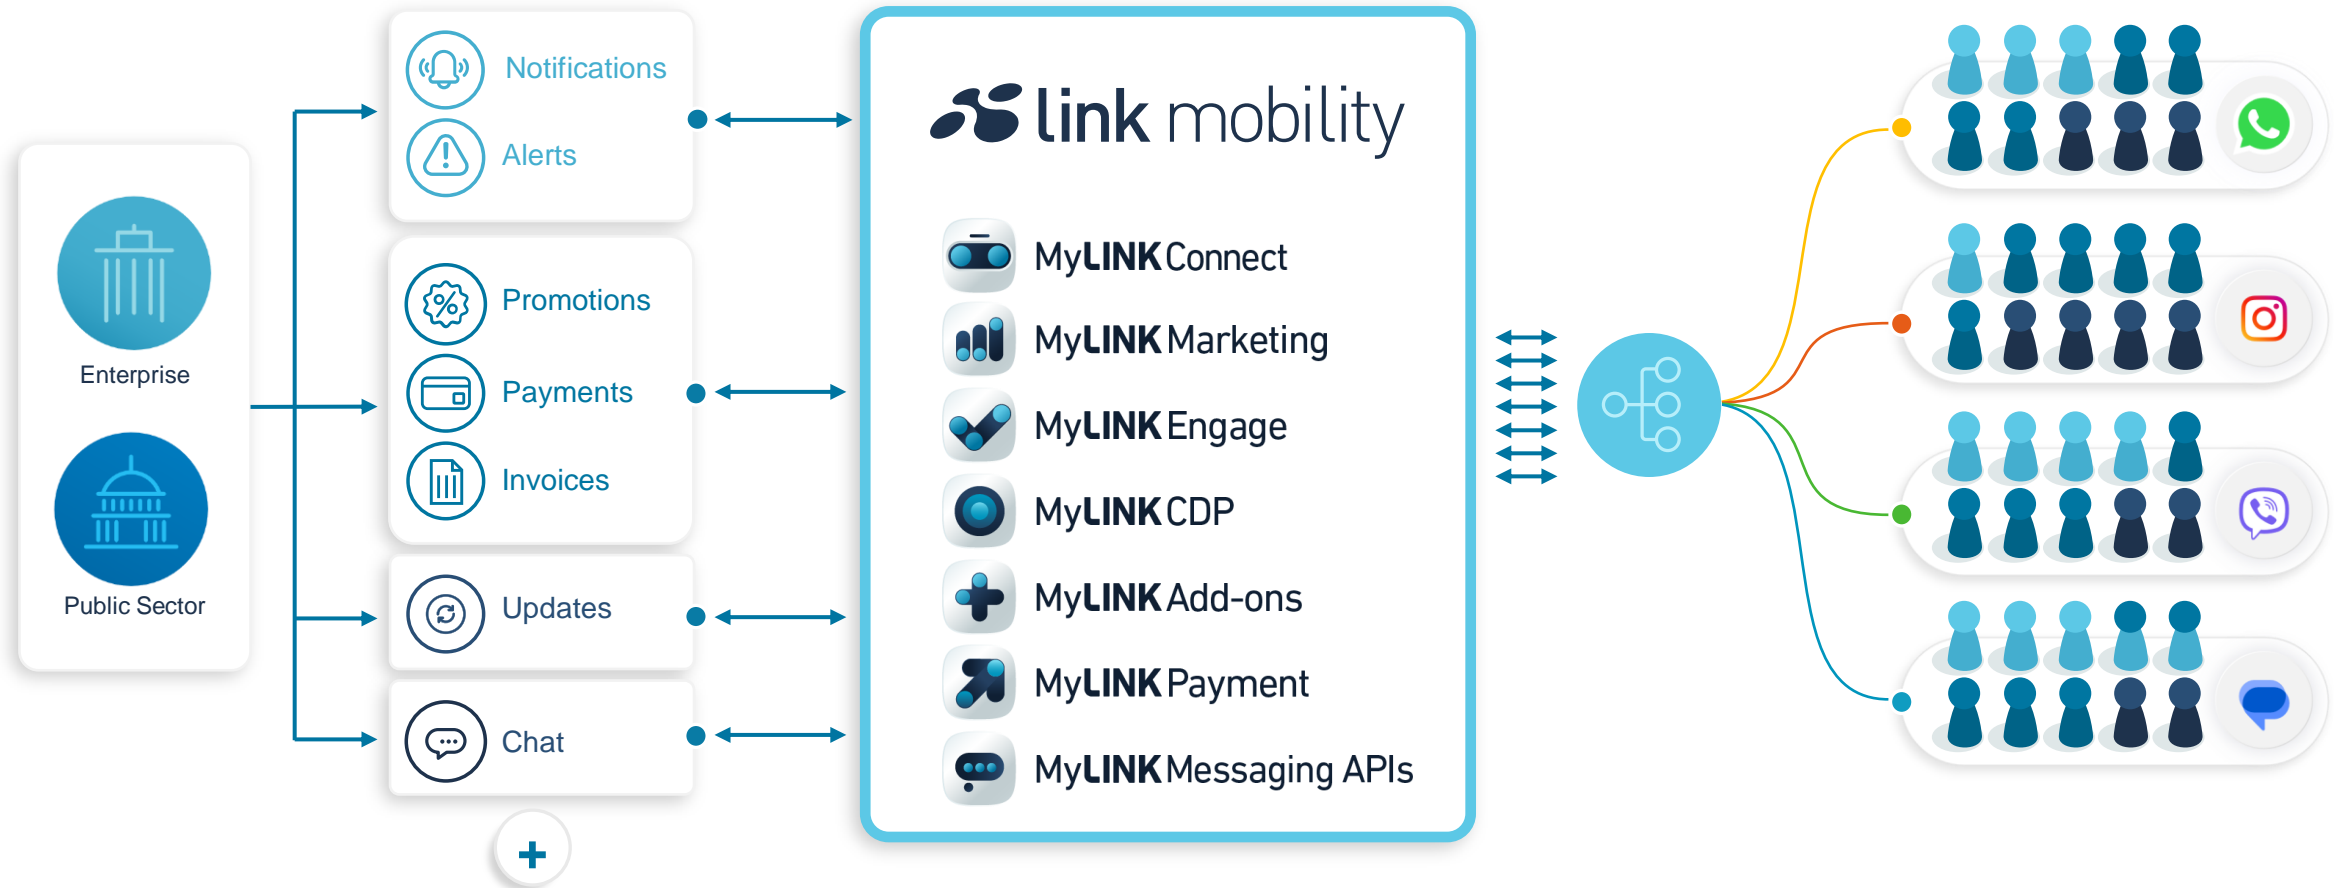 Enterprise
Public Sector
Notifications
Alerts
Promotions
Payments
Invoices
Updates
Chat
link mobility
MyLINK Connect
MyLINK Marketing
MyLINK Engage
MyLINK CDP
MyLINK Add-ons
MyLINK Payment
MyLINK Messaging APIs